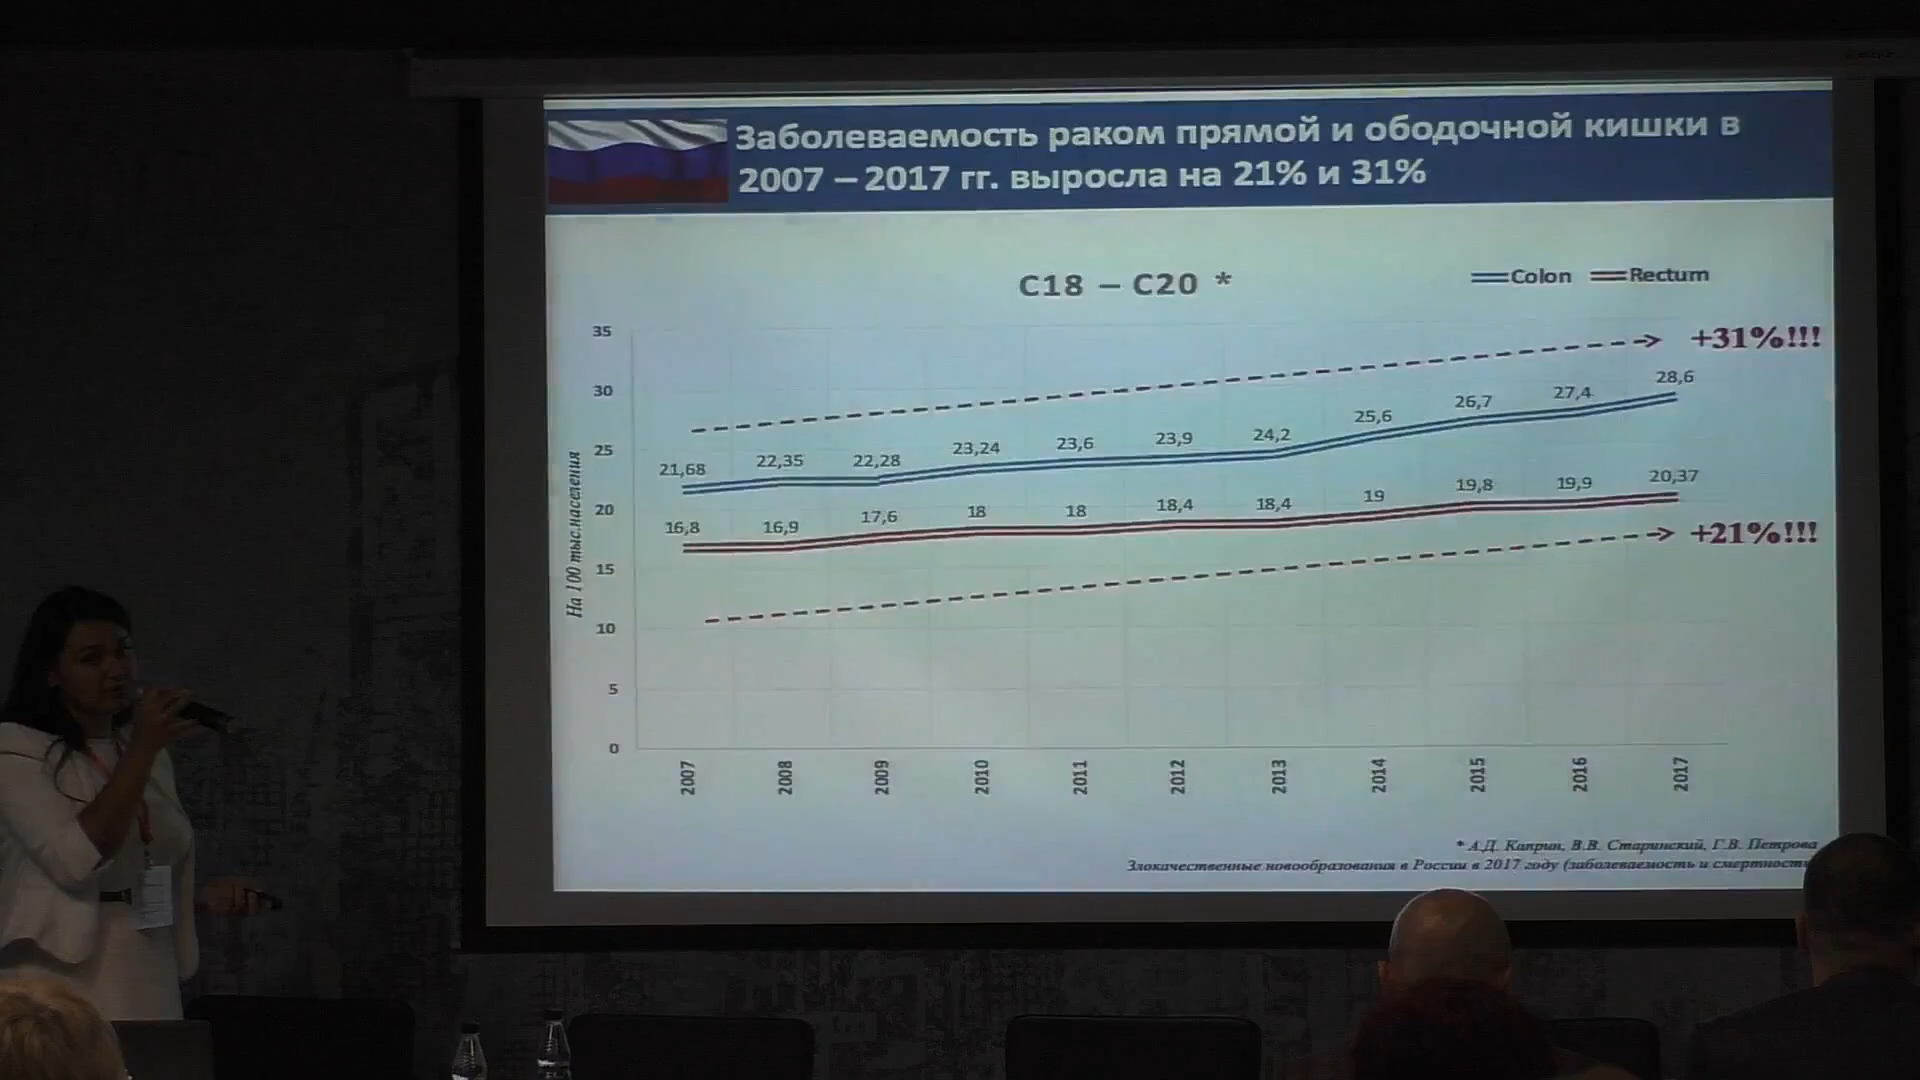 Заболеваемость раком прямой и ободочной кишки в
2007 – 2017 гг. выросла на 21% и 31%
C18 – C20 *
Colon Rectum
+31%!!!
+21%!!!
На 100 тыс.населения
35
30
25
20
15
10
5
0
21,68 22,35 22,28 23,24 23,6 23,9 24,2 25,6 26,7 27,4 28,6
16,8 16,9 17,6 18 18 18,4 18,4 19 19,8 19,9 20,37
2007 2008 2009 2010 2011 2012 2013 2014 2015 2016 2017
* А.Д. Каприн, В.В. Старинский, Г.В. Петрова
Злокачественные новообразования в России в 2017 году (заболеваемость и смертность